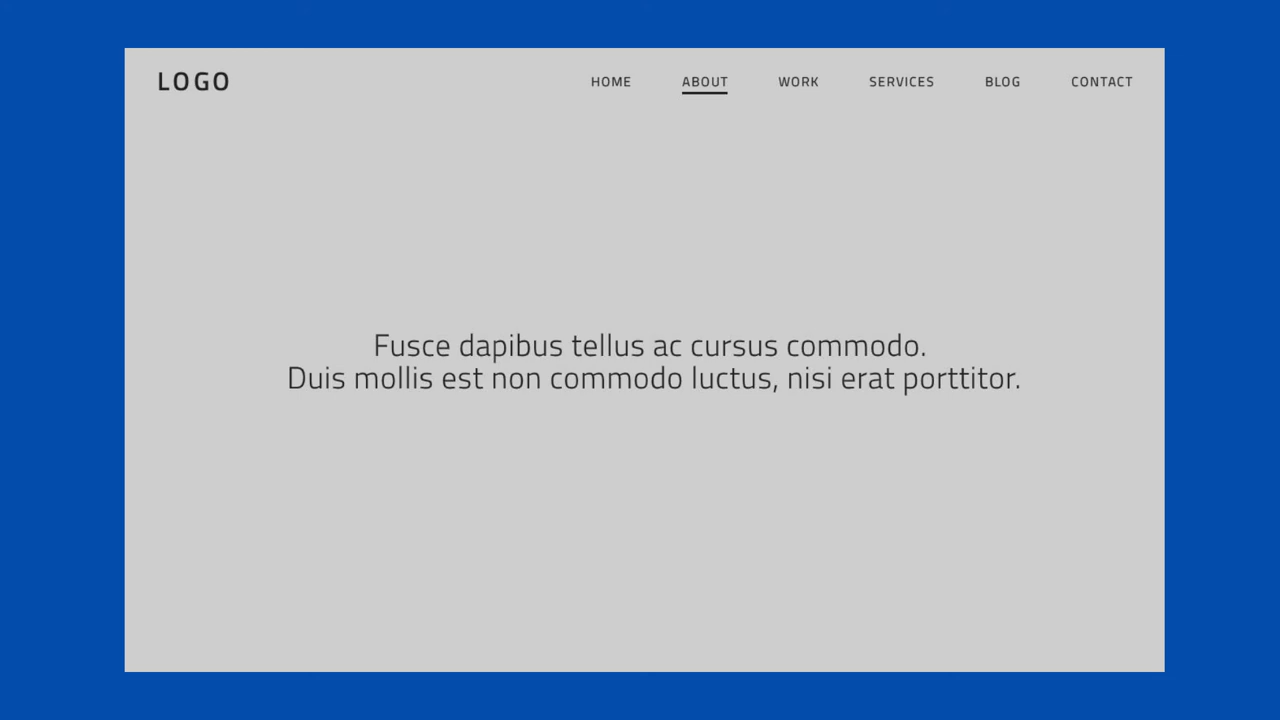 LOGO HOME ABOUT WORK SERVICES BLOG CONTACT
Fusce dapibus tellus ac cursus commodo.
Duis mollis est non commodo luctus, nisi erat porttitor.